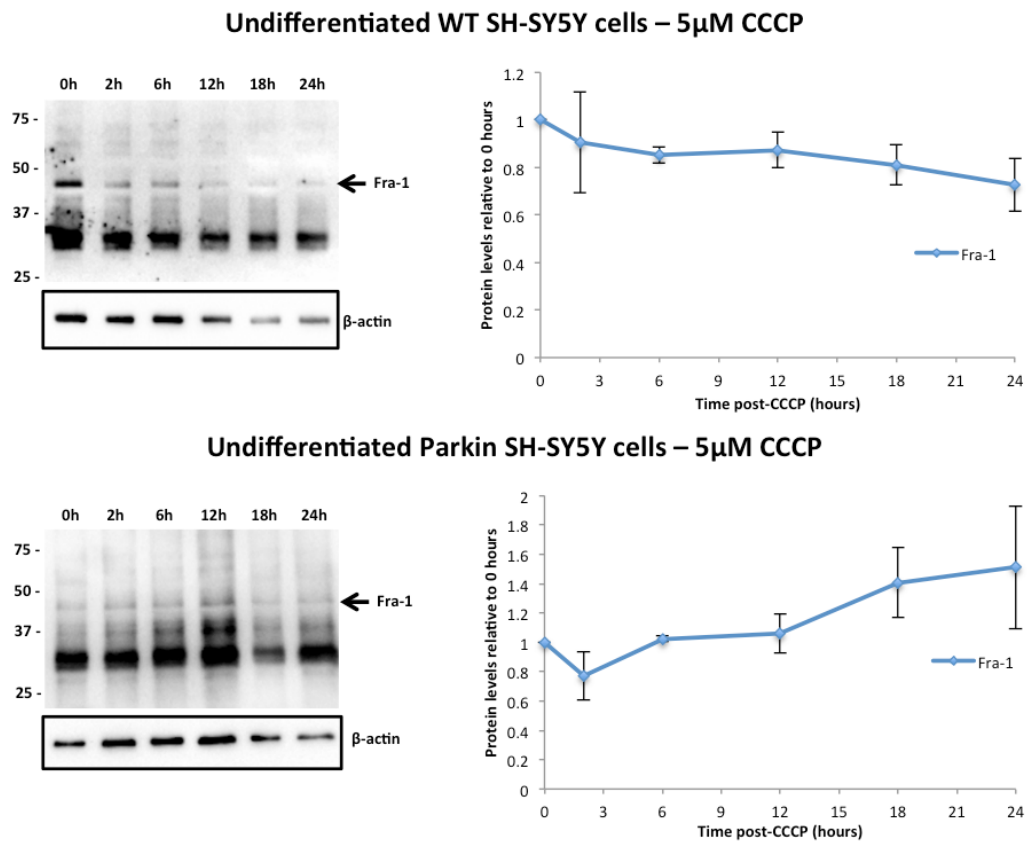 Undifferentiated WT SH-SY5Y cells – 5µM CCCP
0h 2h 6h 12h 18h 24h
75 -
50 -
37 -
25 -
Fra-1
β-actin
Protein levels relative to 0 hours
1.2
1
0.8
0.6
0.4
0.2
0
0 3 6 9 12 15 18 21 24
Time post-CCCP (hours)
Fra-1
Undifferentiated Parkin SH-SY5Y cells – 5µM CCCP
0h 2h 6h 12h 18h 24h
75 -
50 -
37 -
25 -
Fra-1
β-actin
Protein levels relative to 0 hours
2
1.8
1.6
1.4
1.2
1
0.8
0.6
0.4
0.2
0
0 3 6 9 12 15 18 21 24
Time post-CCCP (hours)
Fra-1